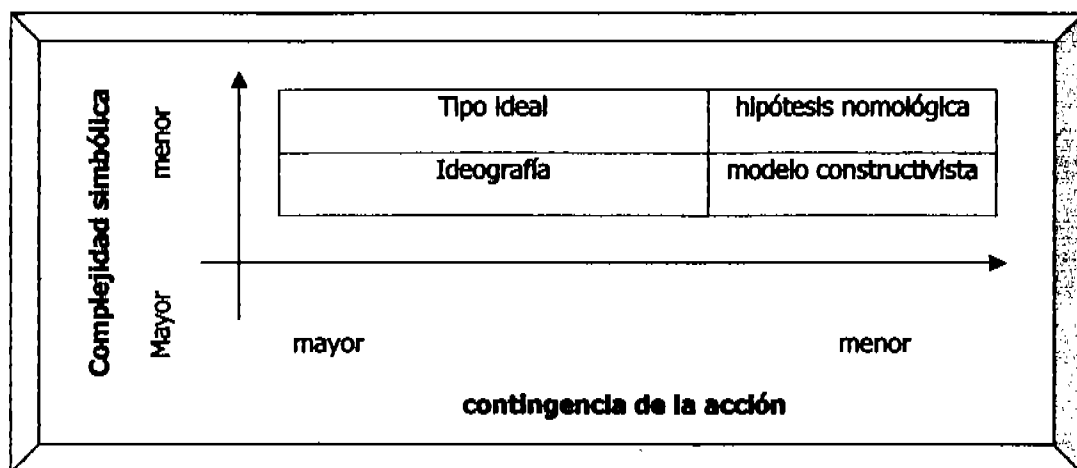 Complejidad simbólica
menor
Mayor
Tipo ideal
hipótesis nomológica
Ideografía
modelo constructivista
mayor
menor
contingencia de la acción